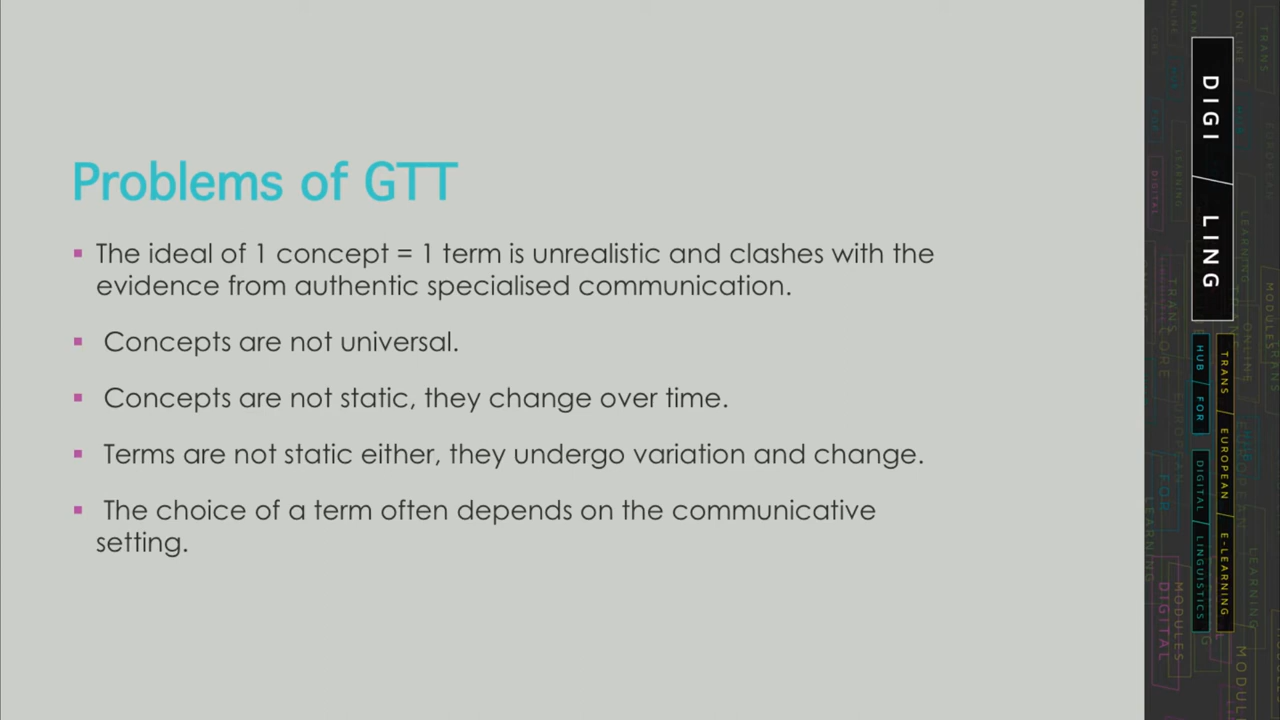 Problems of GTT
▪ The ideal of 1 concept = 1 term is unrealistic and clashes with the
evidence from authentic specialised communication.
▪ Concepts are not universal.
▪ Concepts are not static, they change over time.
▪ Terms are not static either, they undergo variation and change.
▪ The choice of a term often depends on the communicative
setting.
DIGI / LING
TRANS / EUROPEAN / E-LEARNING
HUB / FOR / DIGITAL / LINGUISTICS